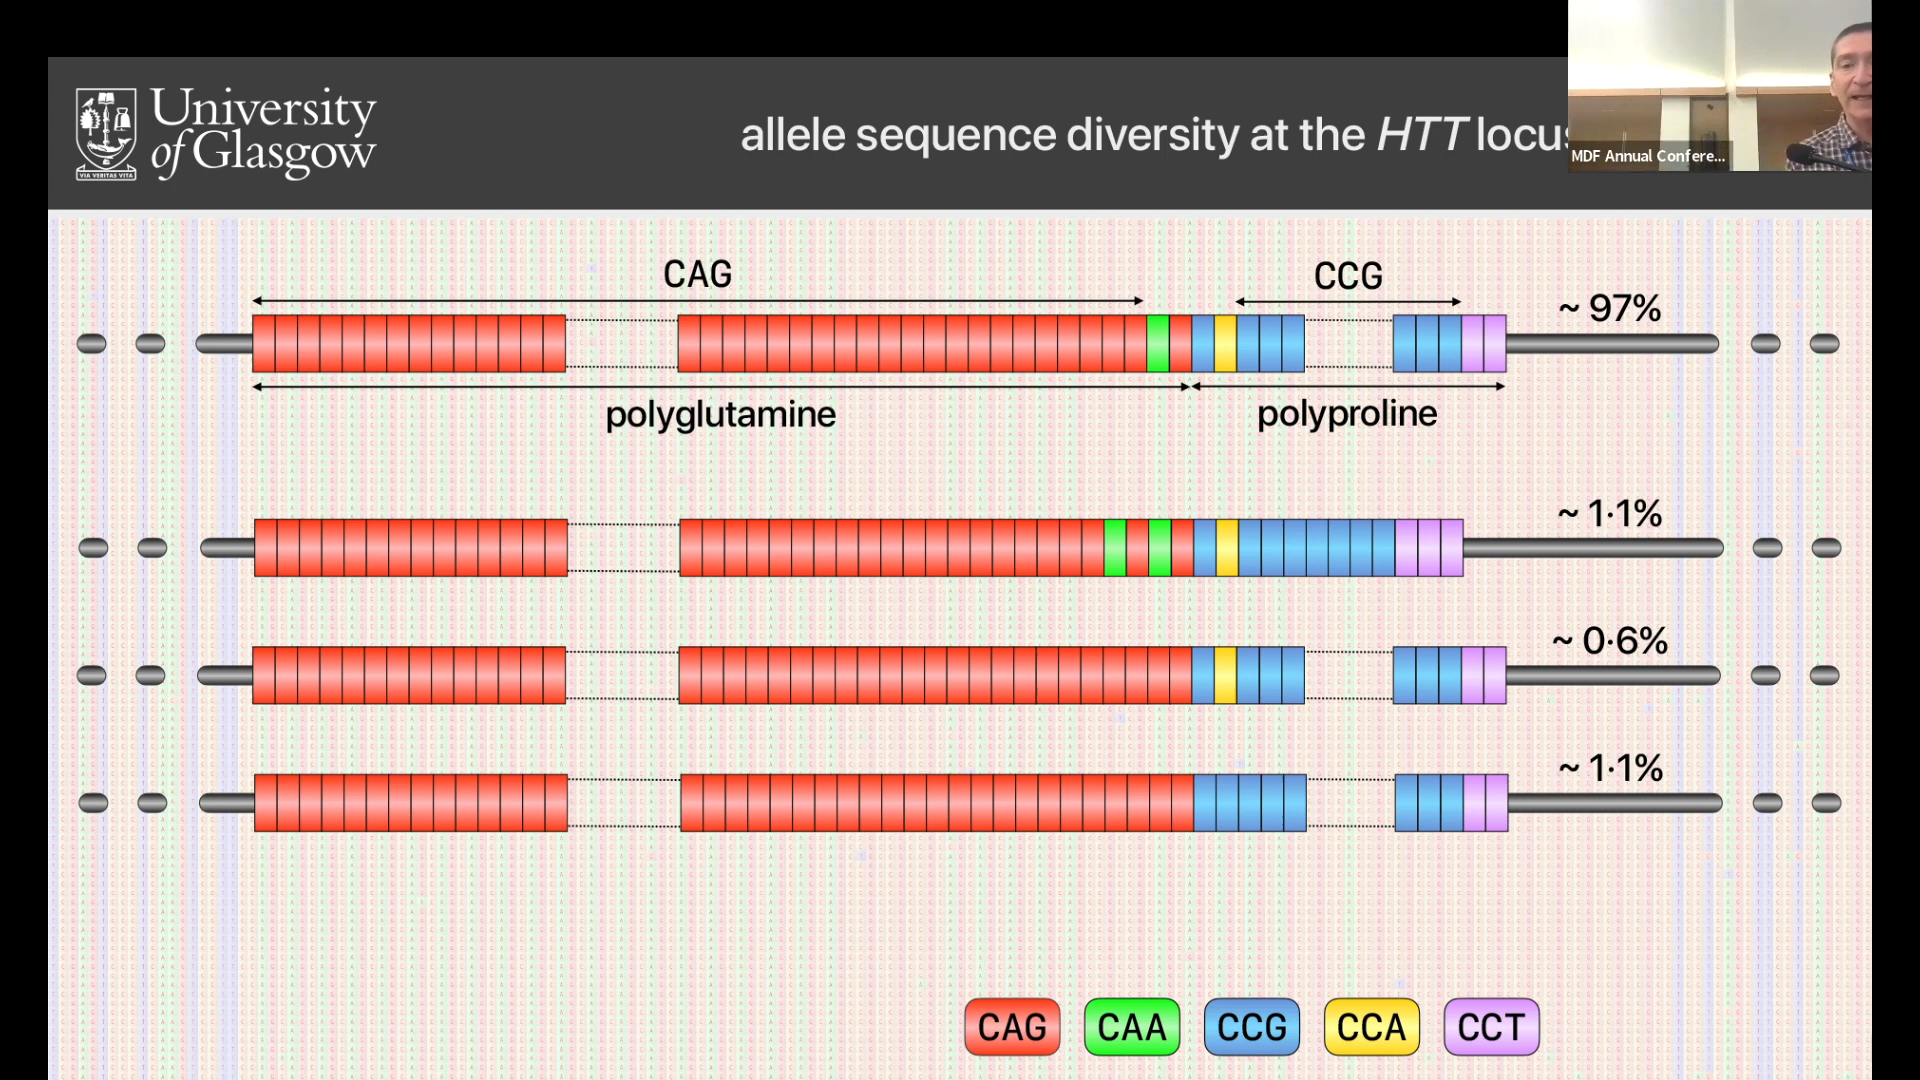 University
of Glasgow
VIA VERITAS VITA
allele sequence diversity at the HTT locus
MDF Annual Confere...
CAG
CCG
~ 97%
polyglutamine
polyproline
~ 1·1%
~ 0·6%
~ 1·1%
CAG
CAA
CCG
CCA
CCT